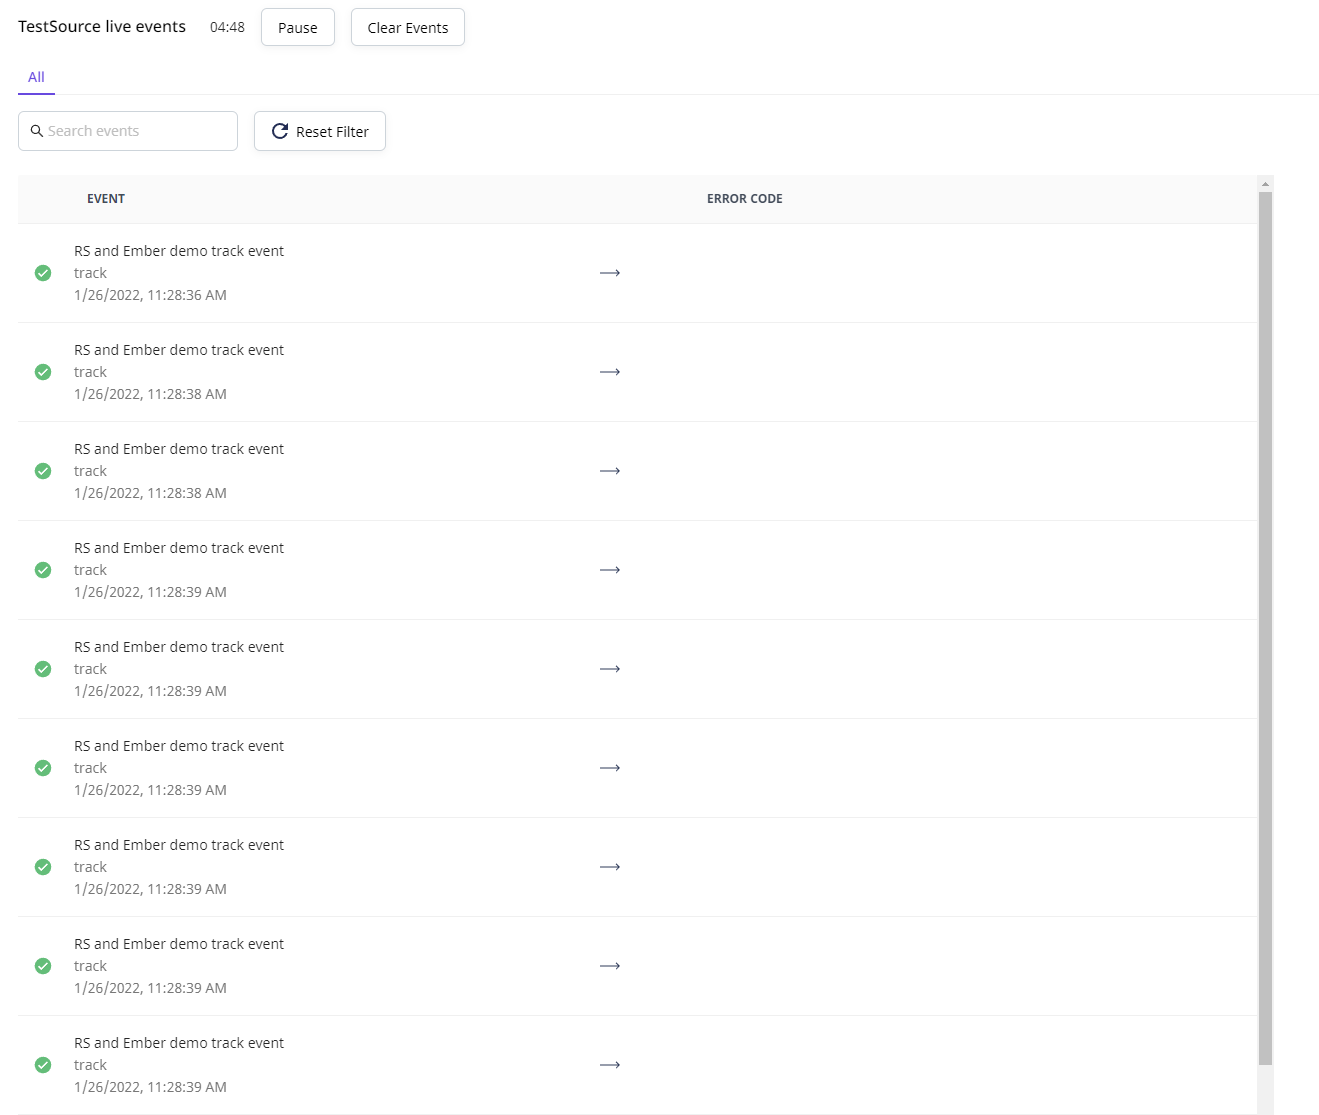 TestSource live events 04:48 Pause Clear Events
All
Search events Reset Filter
EVENT ERROR CODE
RS and Ember demo track event
track
1/26/2022, 11:28:36 AM
RS and Ember demo track event
track
1/26/2022, 11:28:38 AM
RS and Ember demo track event
track
1/26/2022, 11:28:38 AM
RS and Ember demo track event
track
1/26/2022, 11:28:39 AM
RS and Ember demo track event
track
1/26/2022, 11:28:39 AM
RS and Ember demo track event
track
1/26/2022, 11:28:39 AM
RS and Ember demo track event
track
1/26/2022, 11:28:39 AM
RS and Ember demo track event
track
1/26/2022, 11:28:39 AM
RS and Ember demo track event
track
1/26/2022, 11:28:39 AM